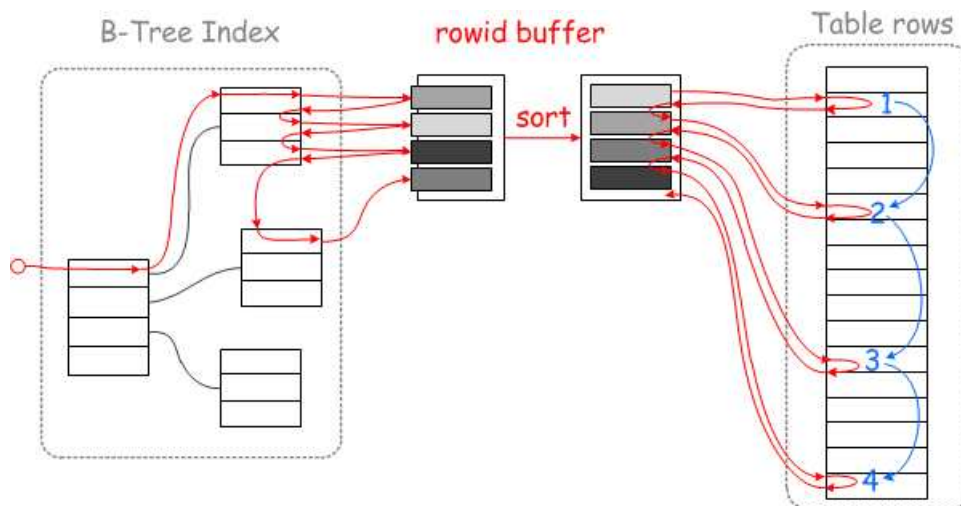 B-Tree Index
rowid buffer
Table rows
sort
1
2
3
4